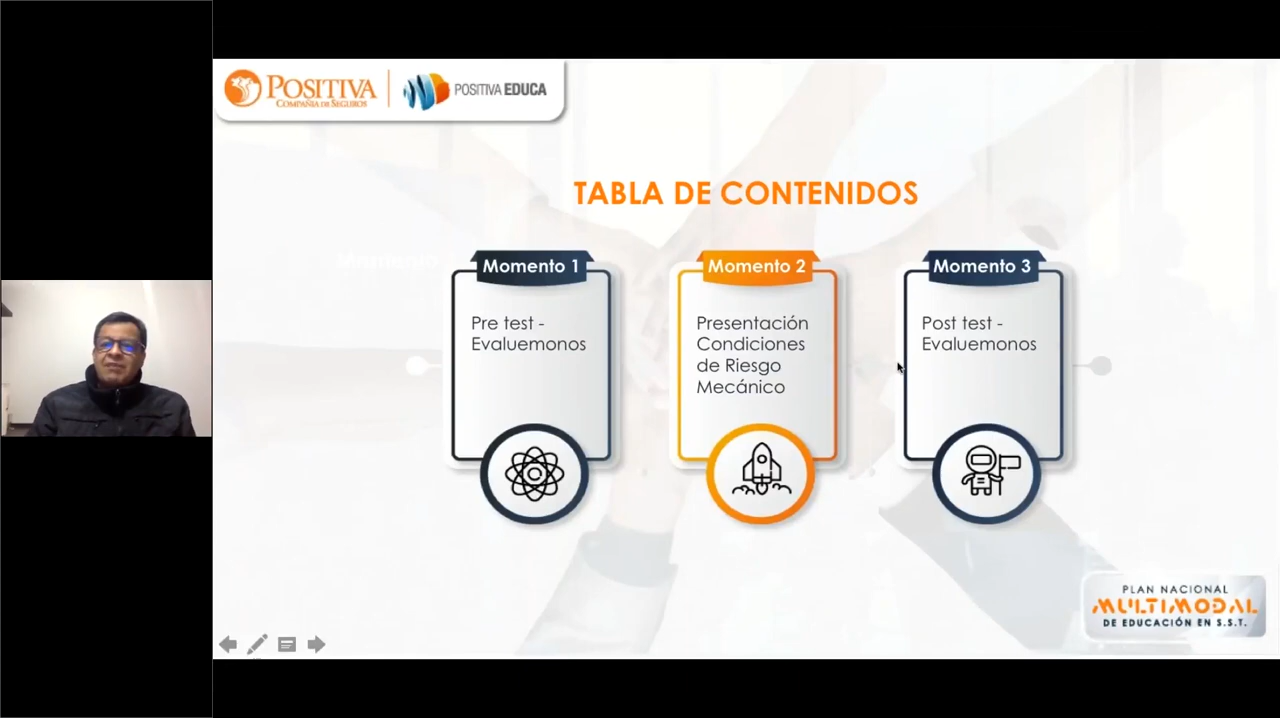 POSITIVA
COMPAÑIA DE SEGUROS
POSITIVA EDUCA
TABLA DE CONTENIDOS
Momento 1
Pre test -
Evaluemonos
Momento 2
Presentación
Condiciones
de Riesgo
Mecánico
Momento 3
Post test -
Evaluemonos
PLAN NACIONAL
MULTIMODAL
DE EDUCACIÓN EN S.S.T.